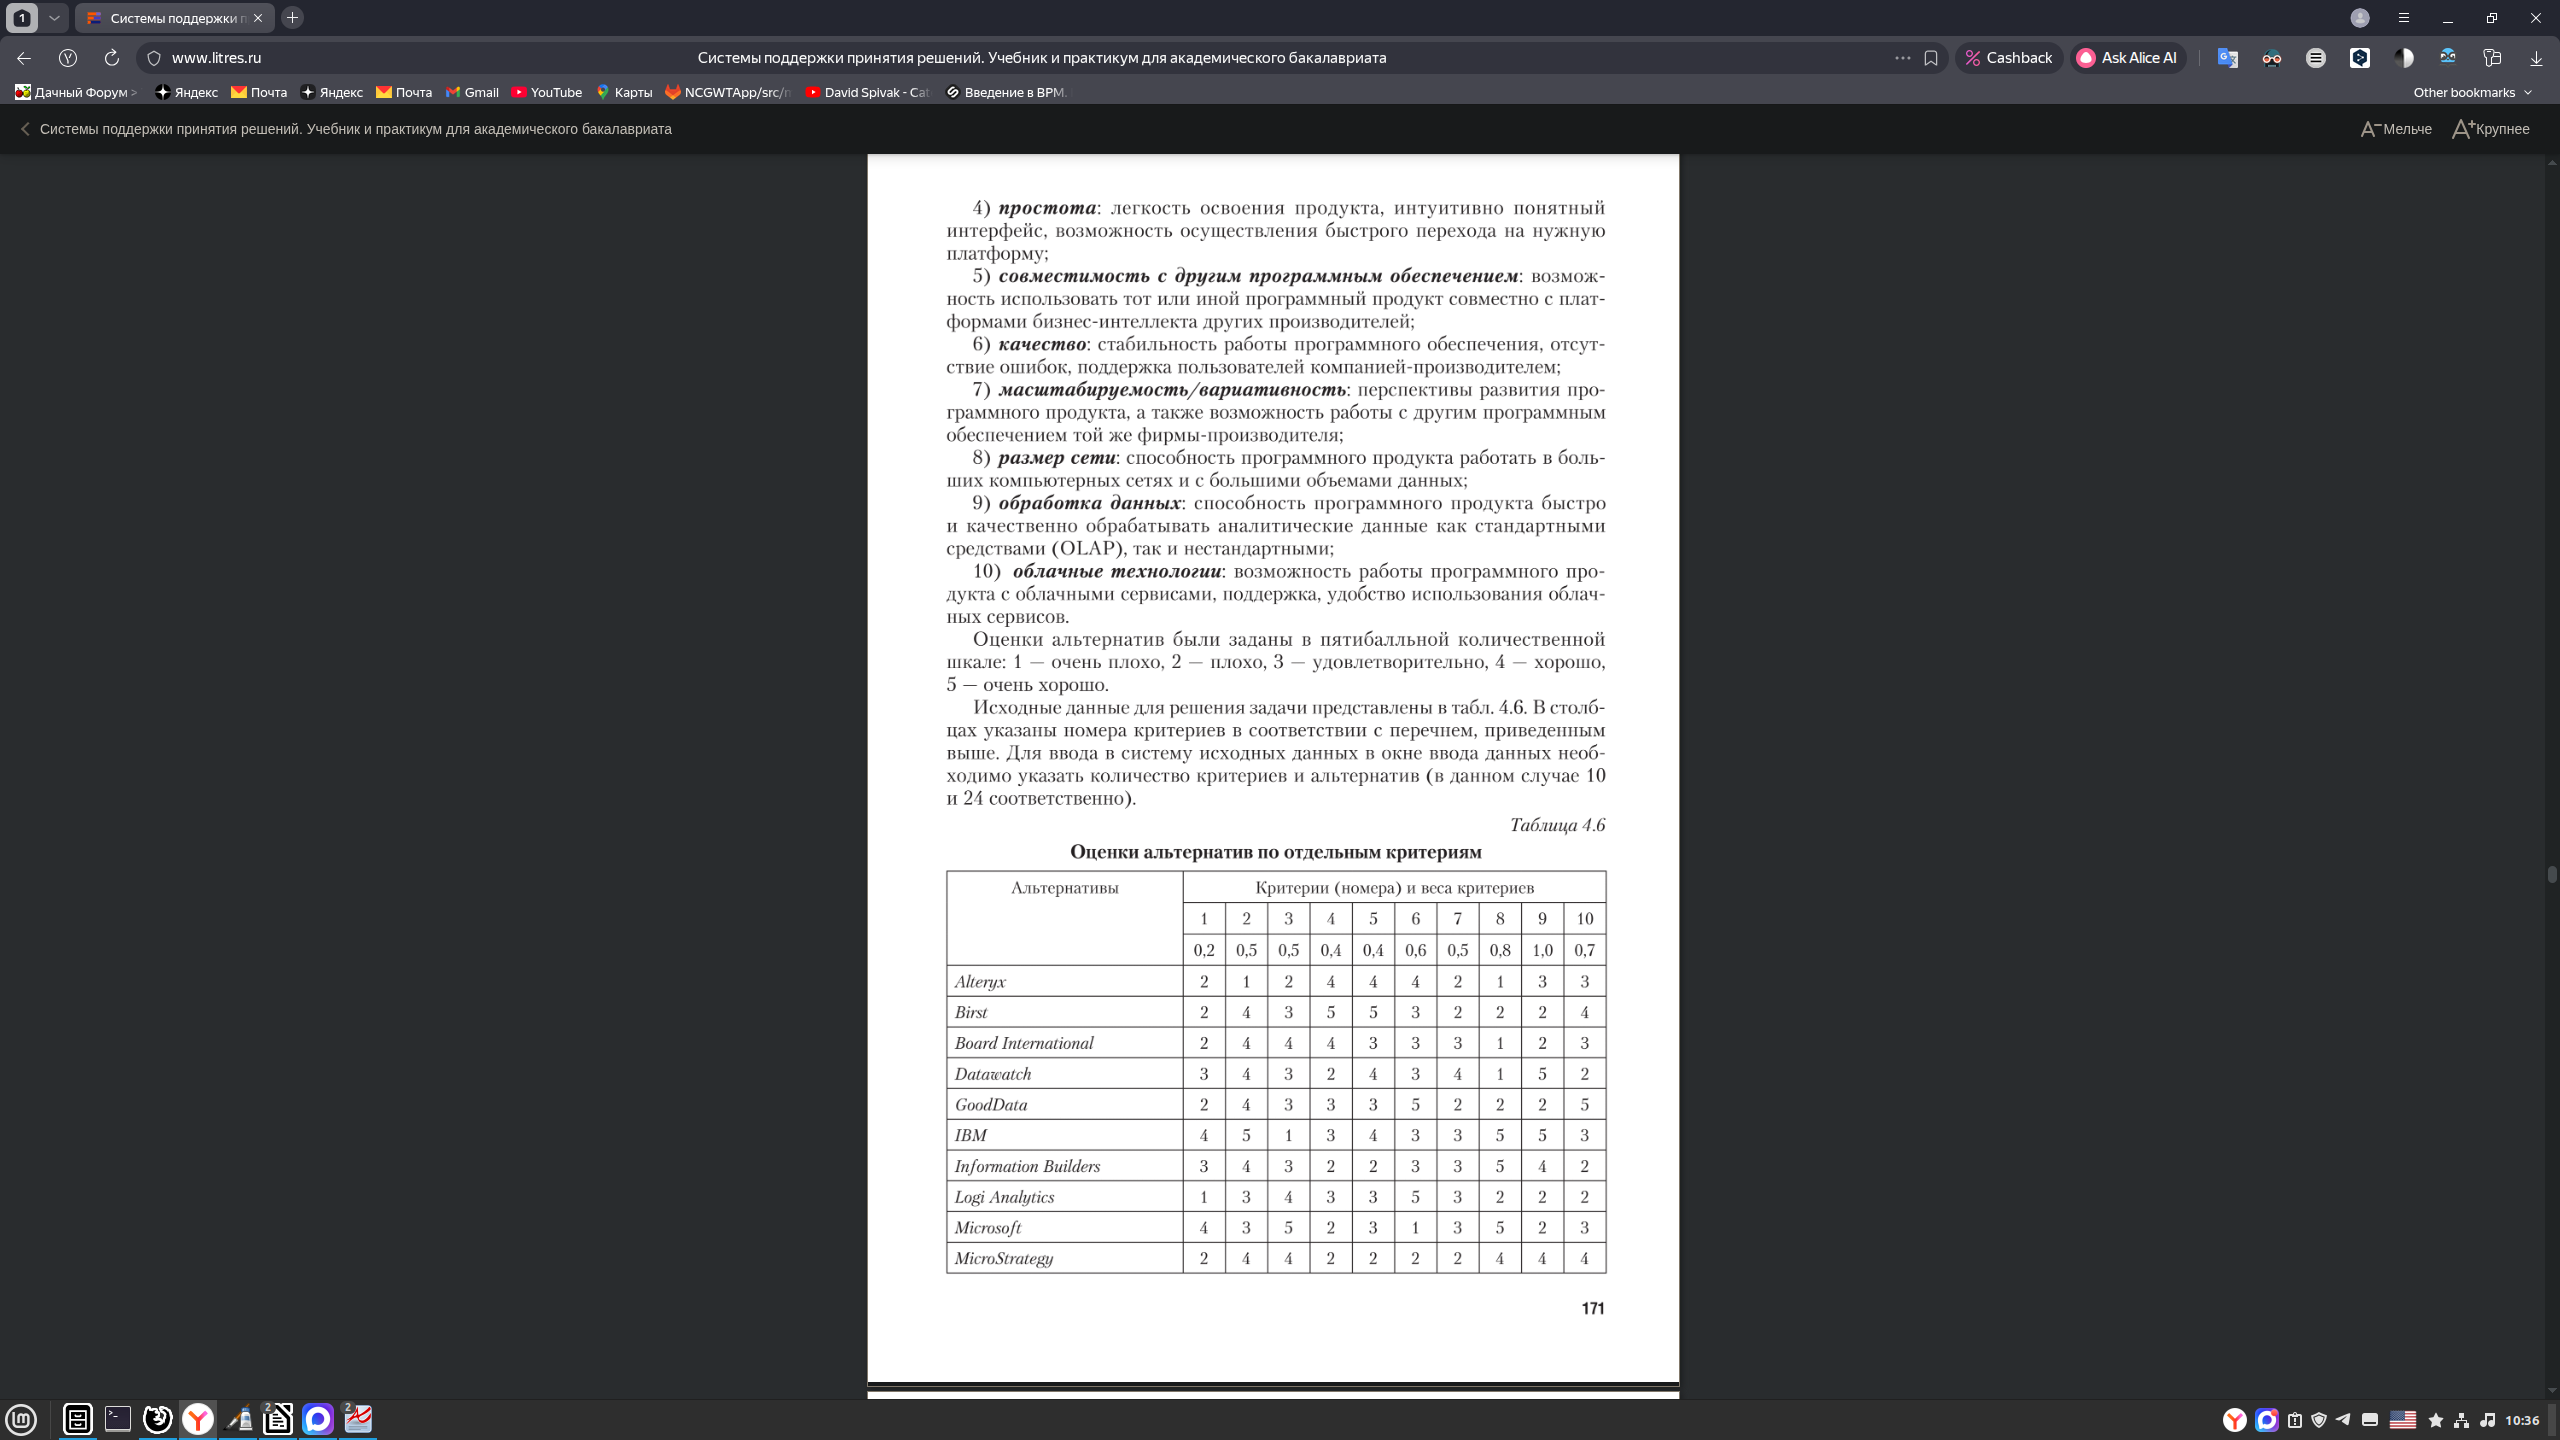 1
Системы поддержки п
www.litres.ru
Системы поддержки принятия решений. Учебник и практикум для академического бакалавриата
Cashback
Ask Alice AI
Дачный Форум >
Яндекс
Почта
Яндекс
Почта
Gmail
YouTube
Карты
NCGWTApp/src/
David Spivak - Cat
Введение в BPM.
Other bookmarks
Системы поддержки принятия решений. Учебник и практикум для академического бакалавриата
A− Мельче
A+ Крупнее
4) простота: легкость освоения продукта, интуитивно понятный
интерфейс, возможность осуществления быстрого перехода на нужную
платформу;
5) совместимость с другим программным обеспечением: возмож-
ность использовать тот или иной программный продукт совместно с плат-
формами бизнес-интеллекта других производителей;
6) качество: стабильность работы программного обеспечения, отсут-
ствие ошибок, поддержка пользователей компанией-производителем;
7) масштабируемость/вариативность: перспективы развития про-
граммного продукта, а также возможность работы с другим программным
обеспечением той же фирмы-производителя;
8) размер сети: способность программного продукта работать в боль-
ших компьютерных сетях и с большими объемами данных;
9) обработка данных: способность программного продукта быстро
и качественно обрабатывать аналитические данные как стандартными
средствами (OLAP), так и нестандартными;
10) облачные технологии: возможность работы программного про-
дукта с облачными сервисами, поддержка, удобство использования облач-
ных сервисов.
Оценки альтернатив были заданы в пятибалльной количественной
шкале: 1 — очень плохо, 2 — плохо, 3 — удовлетворительно, 4 — хорошо,
5 — очень хорошо.
Исходные данные для решения задачи представлены в табл. 4.6. В столб-
цах указаны номера критериев в соответствии с перечнем, приведенным
выше. Для ввода в систему исходных данных в окне ввода данных необ-
ходимо указать количество критериев и альтернатив (в данном случае 10
и 24 соответственно).
Таблица 4.6
Оценки альтернатив по отдельным критериям
Альтернативы Критерии (номера) и веса критериев
1 2 3 4 5 6 7 8 9 10
0,2 0,5 0,5 0,4 0,4 0,6 0,5 0,8 1,0 0,7
Alteryx 2 1 2 4 4 4 2 1 3 3
Birst 2 4 3 5 5 3 2 2 2 4
Board International 2 4 4 4 3 3 3 1 2 3
Datawatch 3 4 3 2 4 3 4 1 5 2
GoodData 2 4 3 3 3 5 2 2 2 5
IBM 4 5 1 3 4 3 3 5 5 3
Information Builders 3 4 3 2 2 3 3 5 4 2
Logi Analytics 1 3 4 3 3 5 3 2 2 2
Microsoft 4 3 5 2 3 1 3 5 2 3
MicroStrategy 2 4 4 2 2 2 2 4 4 4
171
2
2
10:36